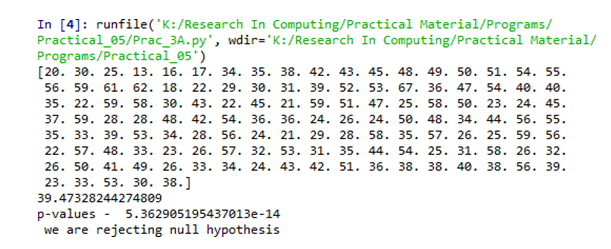 In [4]: runfile('K:/Research In Computing/Practical Material/Programs/
Practical_05/Prac_3A.py', wdir='K:/Research In Computing/Practical Material/
Programs/Practical_05')
[20. 30. 25. 13. 16. 17. 34. 35. 38. 42. 43. 45. 48. 49. 50. 51. 54. 55.
56. 59. 61. 62. 18. 22. 29. 30. 31. 39. 52. 53. 67. 36. 47. 54. 40. 40.
35. 22. 59. 58. 30. 43. 22. 45. 21. 59. 51. 47. 25. 58. 50. 23. 24. 45.
37. 59. 28. 28. 48. 42. 54. 36. 36. 24. 26. 24. 50. 48. 34. 44. 56. 55.
35. 33. 39. 53. 34. 28. 56. 24. 21. 29. 28. 58. 35. 57. 26. 25. 59. 56.
22. 57. 48. 33. 23. 26. 57. 32. 53. 31. 35. 44. 54. 25. 31. 58. 26. 32.
26. 50. 41. 49. 26. 33. 34. 24. 43. 42. 51. 36. 38. 38. 40. 38. 56. 39.
23. 33. 53. 30. 38.]
39.47328244274809
p-values - 5.362905195437013e-14
we are rejecting null hypothesis